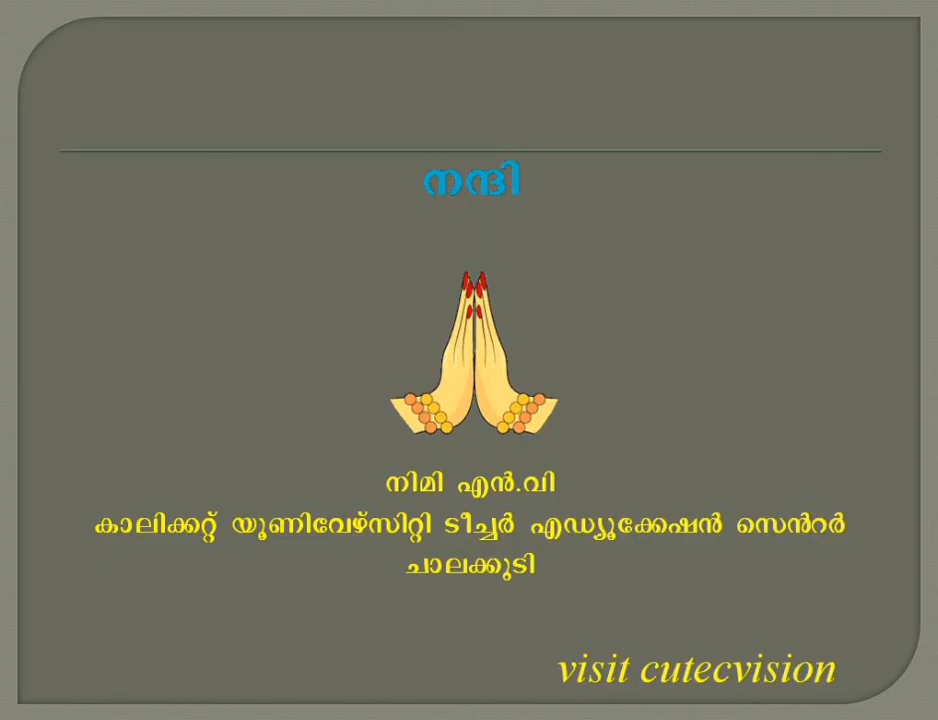 നന്ദി
നിമി എൻ.വി
കാലിക്കറ്റ് യൂണിവേഴ്സിറ്റി ടീച്ചർ എഡ്യൂക്കേഷൻ സെൻറർ
ചാലക്കുടി
visit cutecvision